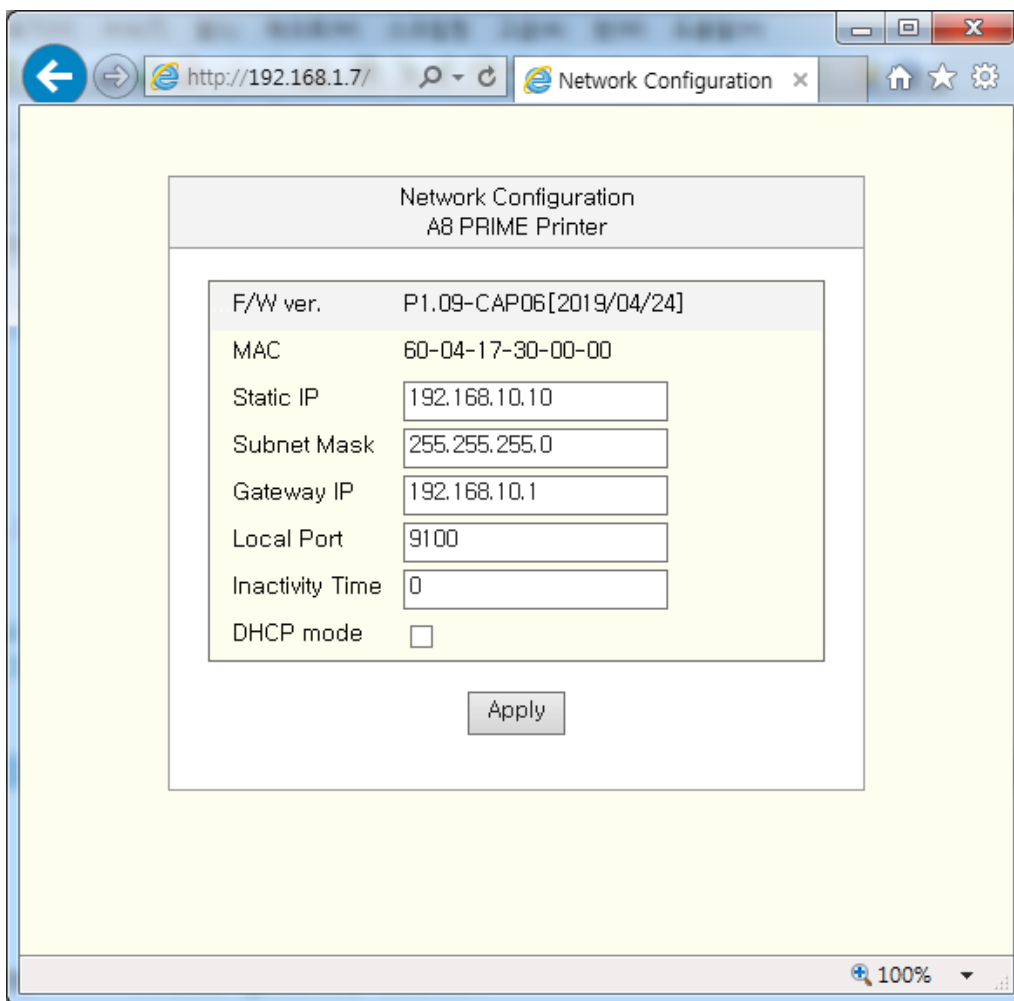 http://192.168.1.7/
Network Configuration
Network Configuration
A8 PRIME Printer
F/W ver. P1.09-CAP06[2019/04/24]
MAC 60-04-17-30-00-00
Static IP 192.168.10.10
Subnet Mask 255.255.255.0
Gateway IP 192.168.10.1
Local Port 9100
Inactivity Time 0
DHCP mode
Apply
100%